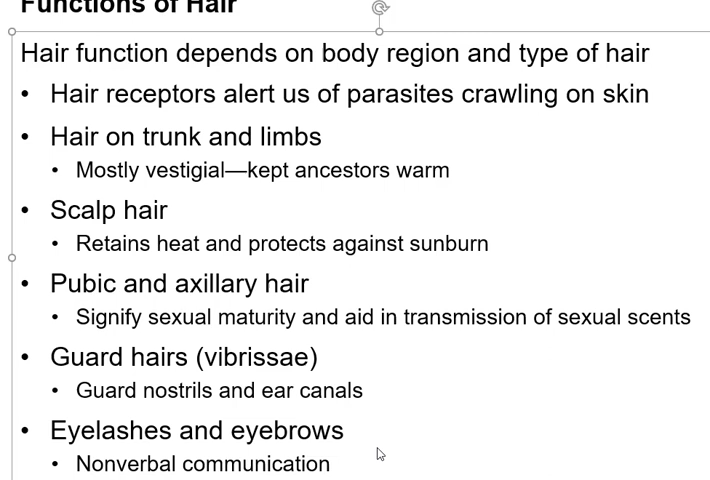 Functions of Hair
Hair function depends on body region and type of hair
• Hair receptors alert us of parasites crawling on skin
• Hair on trunk and limbs
• Mostly vestigial—kept ancestors warm
• Scalp hair
• Retains heat and protects against sunburn
• Pubic and axillary hair
• Signify sexual maturity and aid in transmission of sexual scents
• Guard hairs (vibrissae)
• Guard nostrils and ear canals
• Eyelashes and eyebrows
• Nonverbal communication